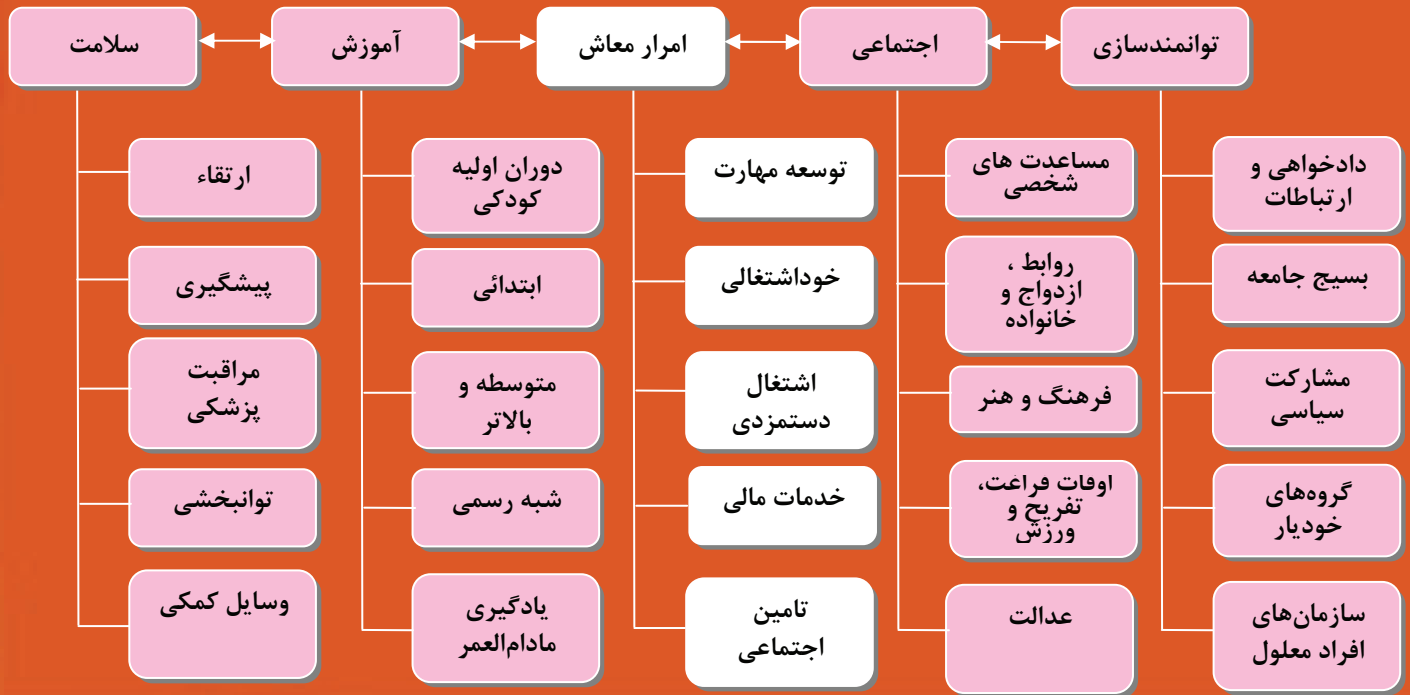 سلامت
آموزش
امرار معاش
اجتماعی
توانمندسازی
ارتقاء
پیشگیری
مراقبت
پزشکی
توانبخشی
وسایل کمکی
دوران اولیه
کودکی
ابتدائی
متوسطه و
بالاتر
شبه رسمی
یادگیری
مادام‌العمر
توسعه مهارت
خوداشتغالی
اشتغال
دستمزدی
خدمات مالی
تامین
اجتماعی
مساعدت های
شخصی
روابط ،
ازدواج و
خانواده
فرهنگ و هنر
اوقات فراغت،
تفریح و
ورزش
عدالت
دادخواهی و
ارتباطات
بسیج جامعه
مشارکت
سیاسی
گروه‌های
خودیار
سازمان‌های
افراد معلول